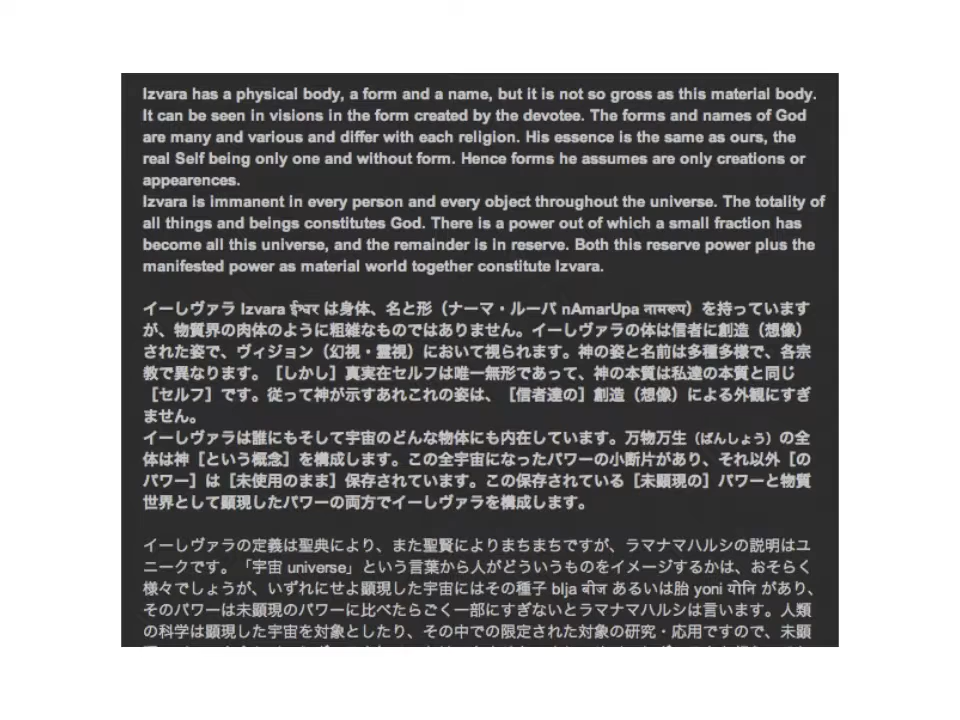 Izvara has a physical body, a form and a name, but it is not so gross as this material body.
It can be seen in visions in the form created by the devotee. The forms and names of God
are many and various and differ with each religion. His essence is the same as ours, the
real Self being only one and without form. Hence forms he assumes are only creations or
appearences.
Izvara is immanent in every person and every object throughout the universe. The totality of
all things and beings constitutes God. There is a power out of which a small fraction has
become all this universe, and the remainder is in reserve. Both this reserve power plus the
manifested power as material world together constitute Izvara.
イーしヴァラ Izvara ईश्वर は身体、名と形（ナーマ・ルーパ nAmarUpa नामरूप）を持っています
が、物質界の肉体のように粗雑なものではありません。イーしヴァラの体は信者に創造（想像）
された姿で、ヴィジョン（幻視・霊視）において視られます。神の姿と名前は多種多様で、各宗
教で異なります。［しかし］真実在セルフは唯一無形であって、神の本質は私達の本質と同じ
［セルフ］です。従って神が示すあれこれの姿は、［信者達の］創造（想像）による外観にすぎ
ません。
イーしヴァラは誰にもそして宇宙のどんな物体にも内在しています。万物万生（ばんしょう）の全
体は神［という概念］を構成します。この全宇宙になったパワーの小断片があり、それ以外［の
パワー］は［未使用のまま］保存されています。この保存されている［未顕現の］パワーと物質
世界として顕現したパワーの両方でイーしヴァラを構成します。
イーしヴァラの定義は聖典により、また聖賢によりまちまちですが、ラマナマハルシの説明はユ
ニークです。「宇宙 universe」という言葉から人がどういうものをイメージするかは、おそらく
様々でしょうが、いずれにせよ顕現した宇宙にはその種子 bIja बीज あるいは胎 yoni योनि があり、
そのパワーは未顕現のパワーに比べたらごく一部にすぎないとラマナマハルシは言います。人類
の科学は顕現した宇宙を対象としたり、その中での限定された対象の研究・応用ですので、未顕